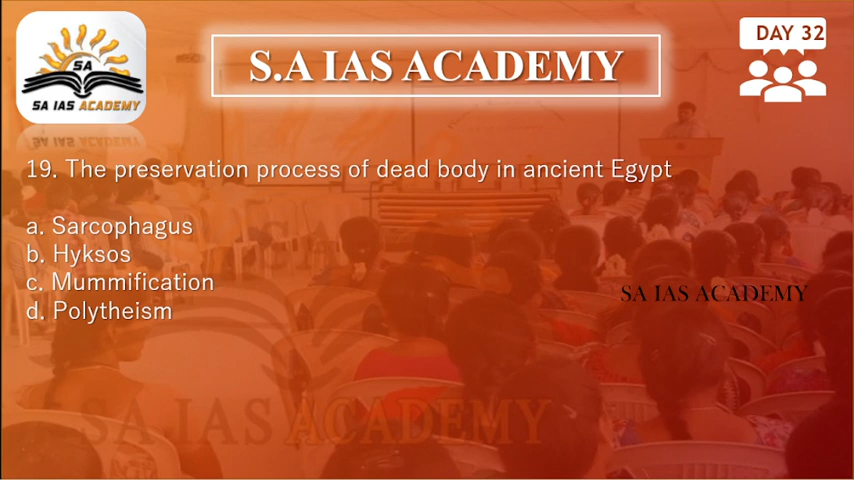 SA
SA IAS ACADEMY
S.A IAS ACADEMY
DAY 32
19. The preservation process of dead body in ancient Egypt
a. Sarcophagus
b. Hyksos
c. Mummification
d. Polytheism
SA IAS ACADEMY
SA IAS ACADEMY